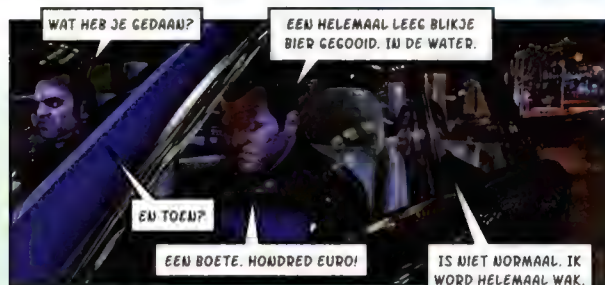 WAT HEB JE GEDAAN?
EEN HELEMAAL LEEG BLIKJE
BIER GEGOOID. IN DE WATER.
EN TOEN?
EEN BOETE. HONDRED EURO!
IS NIET NORMAAL. IK
WORD HELEMAAL WAK.